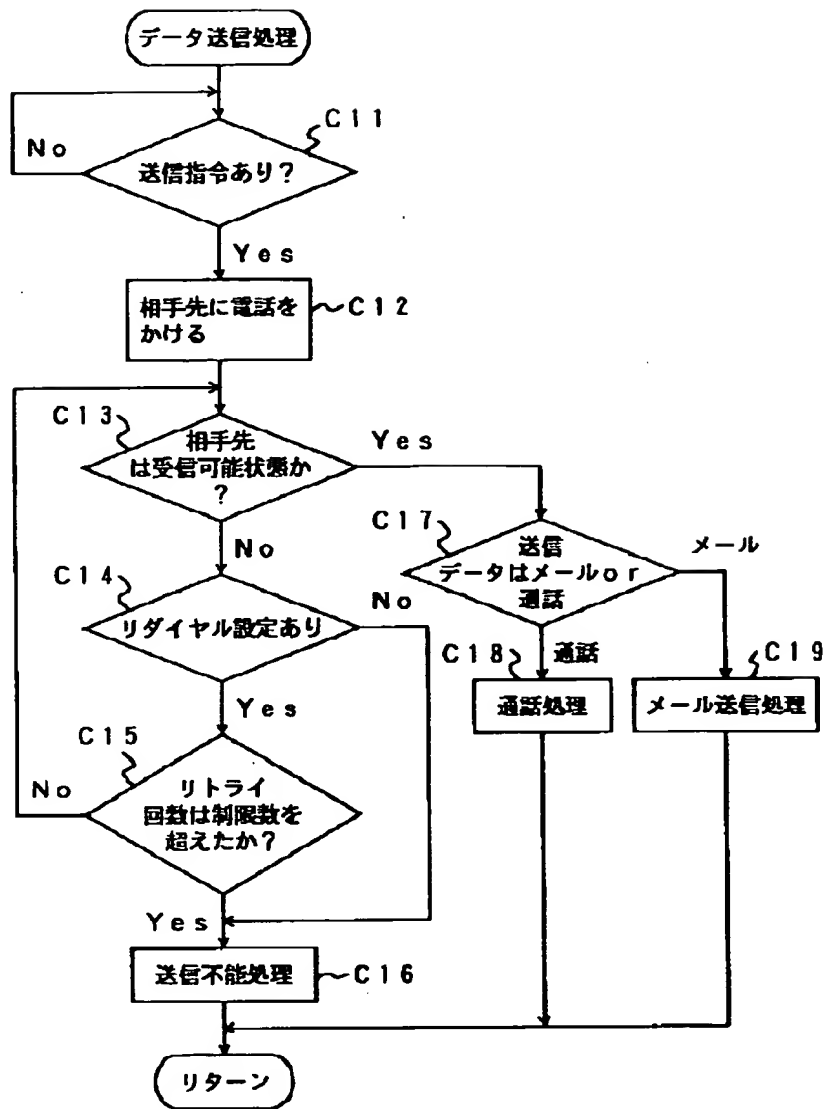 データ送信処理
C11
No
送信指令あり?
Yes
相手先に電話を
かける
C12
C13
相手先
は受信可能状態か
?
Yes
No
C17
送信
データはメールor
通話
メール
C14
リダイヤル設定あり
No
C18
通話
C19
Yes
通話処理
メール送信処理
C15
リトライ
回数は制限数を
超えたか?
No
Yes
送信不能処理
C16
リターン